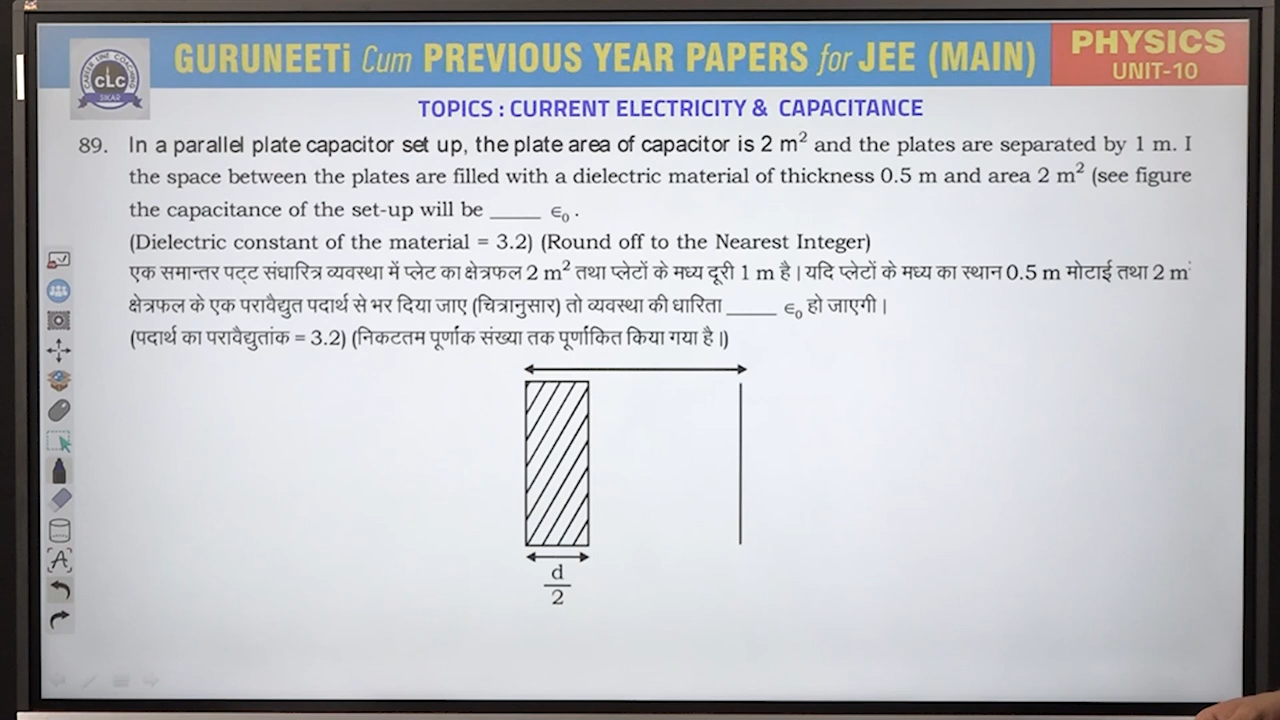 GURUNEETi Cum PREVIOUS YEAR PAPERS for JEE (MAIN)
PHYSICS
UNIT-10
CAREER LINE COACHING
CLC
SIKAR
TOPICS : CURRENT ELECTRICITY & CAPACITANCE
89. In a parallel plate capacitor set up, the plate area of capacitor is 2 m² and the plates are separated by 1 m. I
the space between the plates are filled with a dielectric material of thickness 0.5 m and area 2 m² (see figure
the capacitance of the set-up will be _____ ∈₀ .
(Dielectric constant of the material = 3.2) (Round off to the Nearest Integer)
एक समान्तर पट्ट संधारित्र व्यवस्था में प्लेट का क्षेत्रफल 2 m² तथा प्लेटों के मध्य दूरी 1 m है। यदि प्लेटों के मध्य का स्थान 0.5 m मोटाई तथा 2 m
क्षेत्रफल के एक परावैद्युत पदार्थ से भर दिया जाए (चित्रानुसार) तो व्यवस्था की धारिता _____ ∈₀ हो जाएगी।
(पदार्थ का परावैद्युतांक = 3.2) (निकटतम पूर्णांक संख्या तक पूर्णांकित किया गया है।)
d
2
A